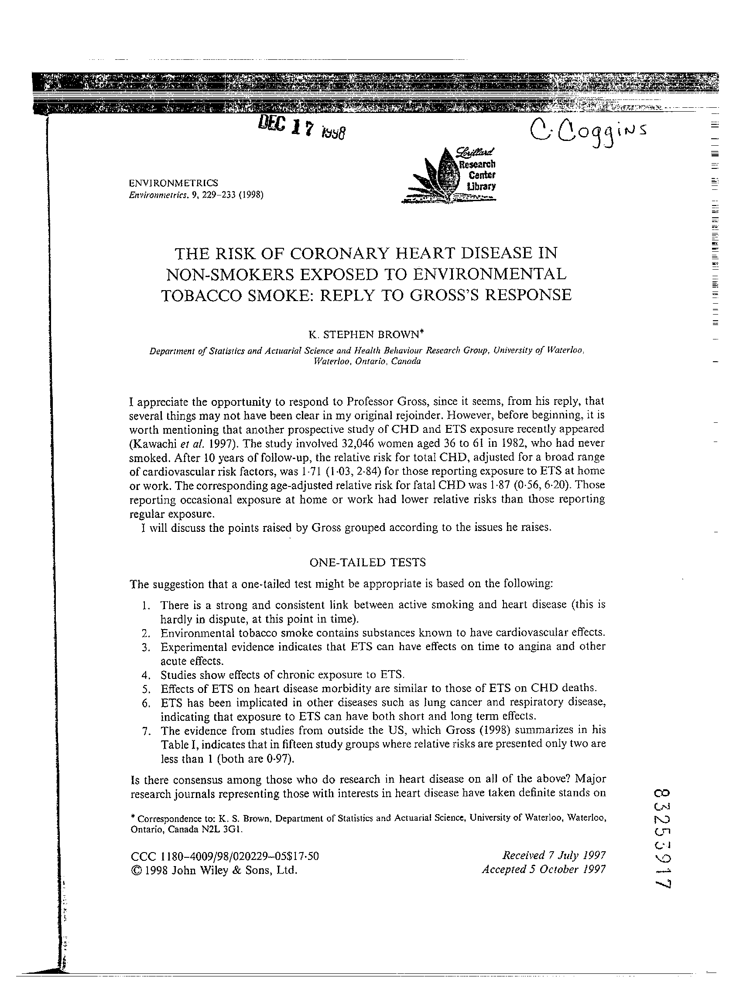 DEC 17 1998
C. Coggins
Lorillard
Research
Center
Library
ENVIRONMETRICS
Environmetrics, 9, 229–233 (1998)
THE RISK OF CORONARY HEART DISEASE IN
NON-SMOKERS EXPOSED TO ENVIRONMENTAL
TOBACCO SMOKE: REPLY TO GROSS'S RESPONSE
K. STEPHEN BROWN*
Department of Statistics and Actuarial Science and Health Behaviour Research Group, University of Waterloo,
Waterloo, Ontario, Canada
I appreciate the opportunity to respond to Professor Gross, since it seems, from his reply, that
several things may not have been clear in my original rejoinder. However, before beginning, it is
worth mentioning that another prospective study of CHD and ETS exposure recently appeared
(Kawachi et al. 1997). The study involved 32,046 women aged 36 to 61 in 1982, who had never
smoked. After 10 years of follow-up, the relative risk for total CHD, adjusted for a broad range
of cardiovascular risk factors, was 1·71 (1·03, 2·84) for those reporting exposure to ETS at home
or work. The corresponding age-adjusted relative risk for fatal CHD was 1·87 (0·56, 6·20). Those
reporting occasional exposure at home or work had lower relative risks than those reporting
regular exposure.
I will discuss the points raised by Gross grouped according to the issues he raises.
ONE-TAILED TESTS
The suggestion that a one-tailed test might be appropriate is based on the following:
1. There is a strong and consistent link between active smoking and heart disease (this is
hardly in dispute, at this point in time).
2. Environmental tobacco smoke contains substances known to have cardiovascular effects.
3. Experimental evidence indicates that ETS can have effects on time to angina and other
acute effects.
4. Studies show effects of chronic exposure to ETS.
5. Effects of ETS on heart disease morbidity are similar to those of ETS on CHD deaths.
6. ETS has been implicated in other diseases such as lung cancer and respiratory disease,
indicating that exposure to ETS can have both short and long term effects.
7. The evidence from studies from outside the US, which Gross (1998) summarizes in his
Table I, indicates that in fifteen study groups where relative risks are presented only two are
less than 1 (both are 0·97).
Is there consensus among those who do research in heart disease on all of the above? Major
research journals representing those with interests in heart disease have taken definite stands on
* Correspondence to: K. S. Brown, Department of Statistics and Actuarial Science, University of Waterloo, Waterloo,
Ontario, Canada N2L 3G1.
CCC 1180–4009/98/020229–05$17·50
© 1998 John Wiley & Sons, Ltd.
Received 7 July 1997
Accepted 5 October 1997
83253917